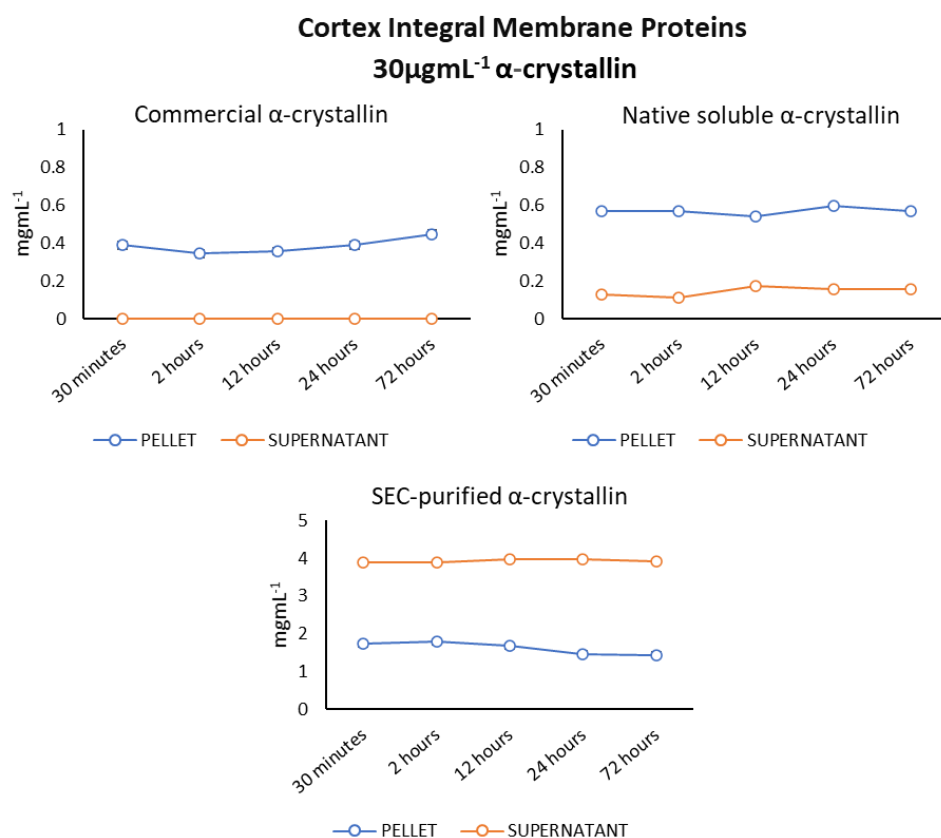 Cortex Integral Membrane Proteins
30µgmL⁻¹ α-crystallin
Commercial α-crystallin
1
0.8
0.6
0.4
0.2
0
mgmL⁻¹
30 minutes
2 hours
12 hours
24 hours
72 hours
PELLET SUPERNATANT
Native soluble α-crystallin
1
0.8
0.6
0.4
0.2
0
mgmL⁻¹
30 minutes
2 hours
12 hours
24 hours
72 hours
PELLET SUPERNATANT
SEC-purified α-crystallin
5
4
3
2
1
0
mgmL⁻¹
30 minutes
2 hours
12 hours
24 hours
72 hours
PELLET SUPERNATANT